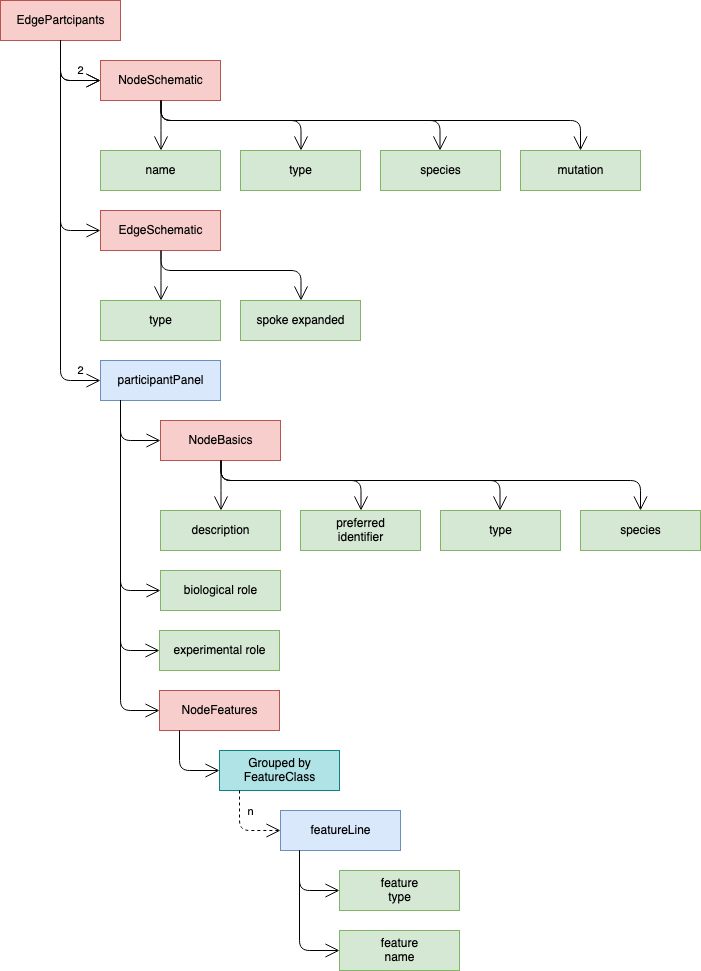 EdgePartcipants
2
NodeSchematic
name
type
species
mutation
EdgeSchematic
type
spoke expanded
2
participantPanel
NodeBasics
description
preferred
identifier
type
species
biological role
experimental role
NodeFeatures
Grouped by
FeatureClass
n
featureLine
feature
type
feature
name